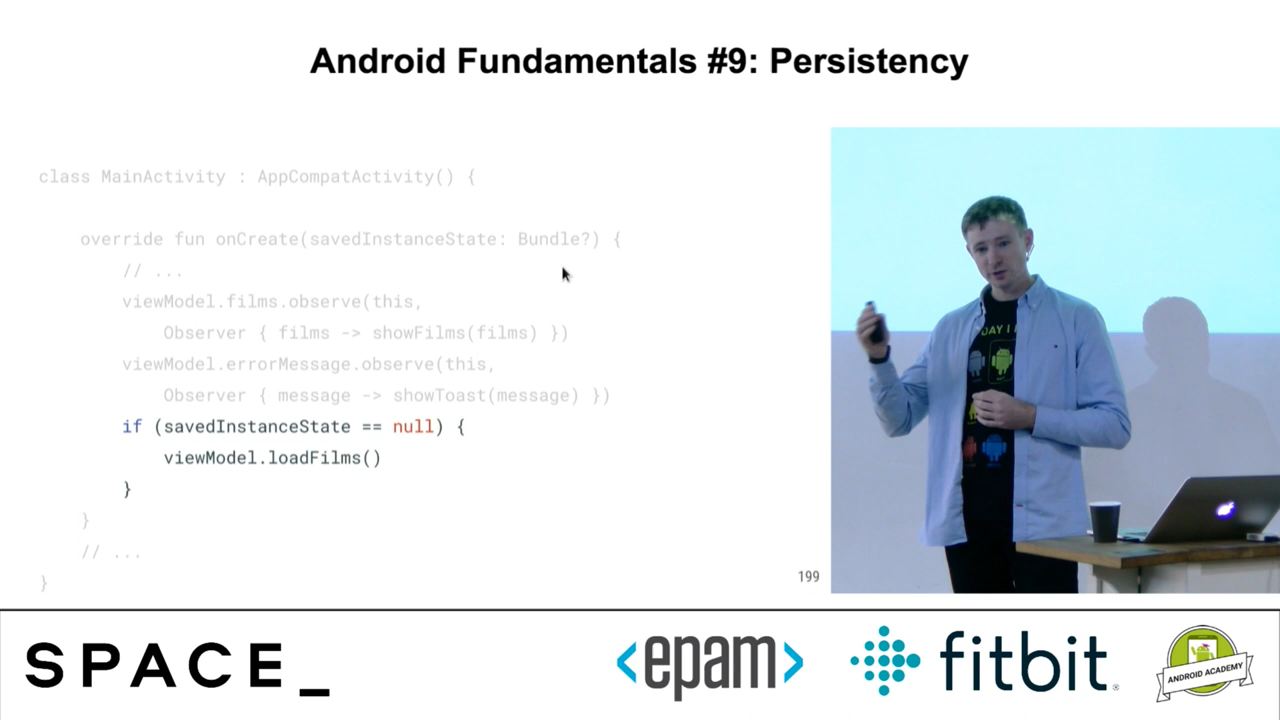 Android Fundamentals #9: Persistency
class MainActivity : AppCompatActivity() {
override fun onCreate(savedInstanceState: Bundle?) {
// ...
viewModel.films.observe(this,
Observer { films -> showFilms(films) })
viewModel.errorMessage.observe(this,
Observer { message -> showToast(message) })
if (savedInstanceState == null) {
viewModel.loadFilms()
}
}
// ...
}
199
DAY I
SPACE_
<epam>
fitbit
ANDROID ACADEMY